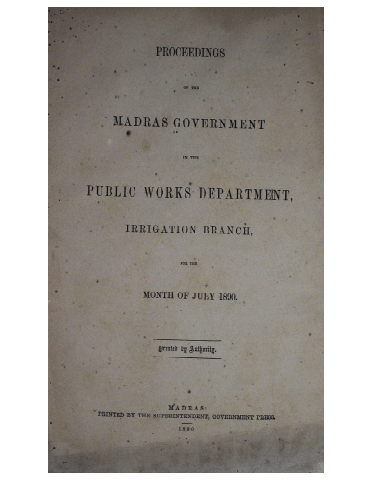 PROCEEDINGS
OF THE
MADRAS GOVERNMENT
IN THE
PUBLIC WORKS DEPARTMENT,
IRRIGATION BRANCH,
FOR THE
MONTH OF JULY 1890.
Printed by Authority.
MADRAS:
PRINTED BY THE SUPERINTENDENT, GOVERNMENT PRESS.
1890